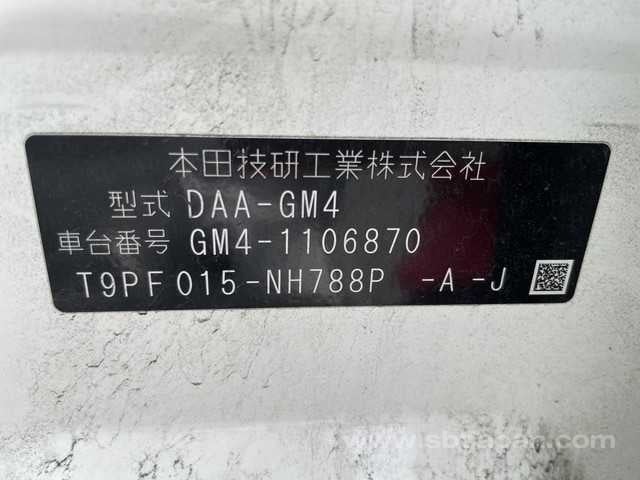 本田技研工業株式会社
型式 DAA-GM4
車台番号 GM4-1106870
T9PF015-NH788P -A-J
www.sbtjapan.com